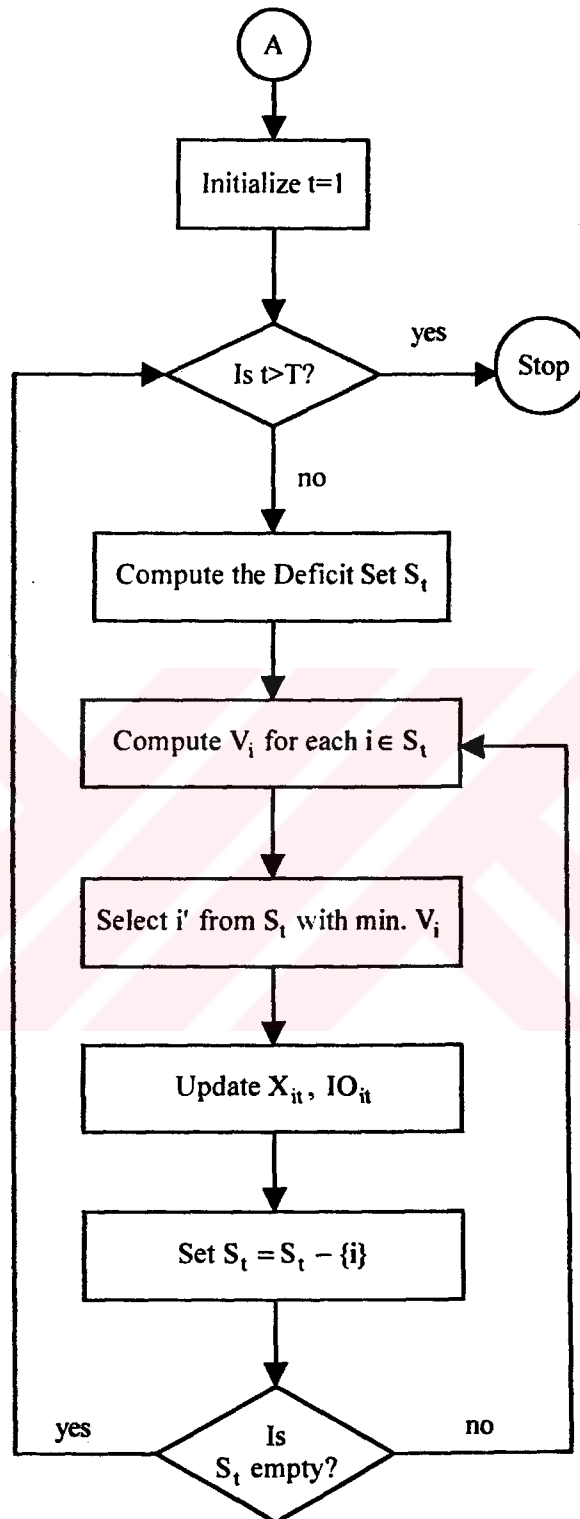 A
Initialize t=1
yes
Is t>T?
Stop
no
Compute the Deficit Set S_t
Compute V_i for each i ∈ S_t
Select i' from S_t with min. V_i
Update X_it , IO_it
Set S_t = S_t - {i}
yes
no
Is
S_t empty?